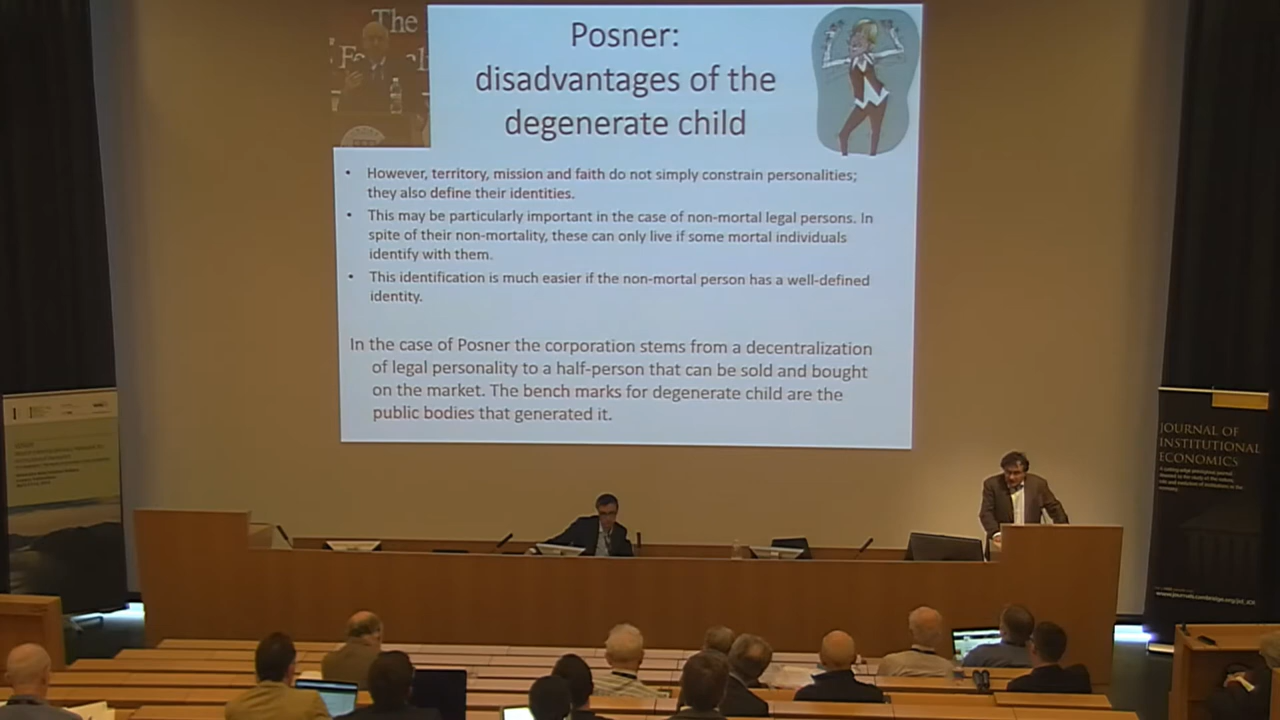 The
Posner:
disadvantages of the
degenerate child
• However, territory, mission and faith do not simply constrain personalities;
they also define their identities.
• This may be particularly important in the case of non-mortal legal persons. In
spite of their non-mortality, these can only live if some mortal individuals
identify with them.
• This identification is much easier if the non-mortal person has a well-defined
identity.
In the case of Posner the corporation stems from a decentralization
of legal personality to a half-person that can be sold and bought
on the market. The bench marks for degenerate child are the
public bodies that generated it.
JOURNAL OF
INSTITUTIONAL
ECONOMICS